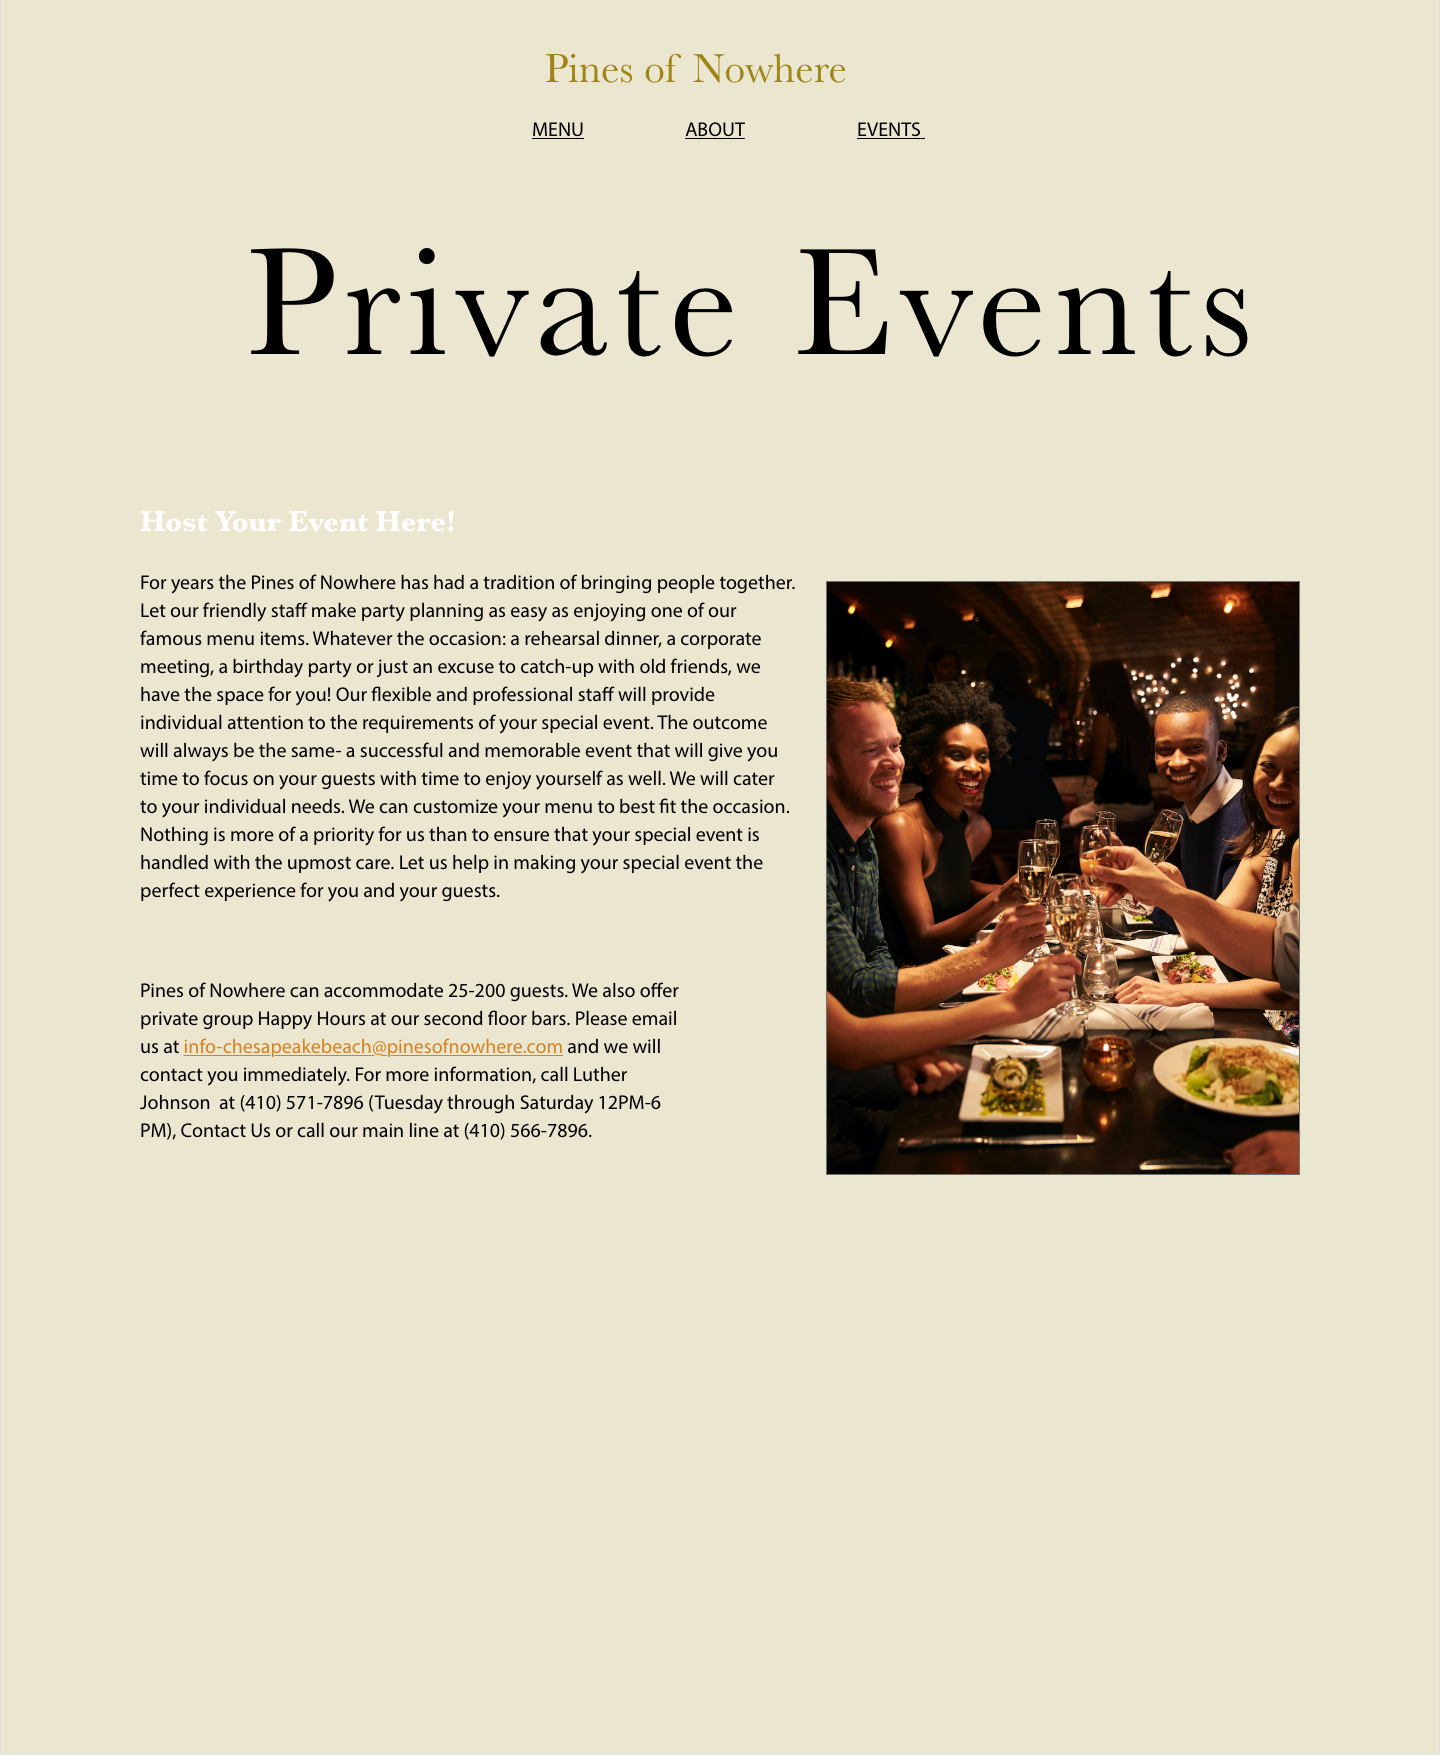 Pines of Nowhere
MENU ABOUT EVENTS
Private Events
Host Your Event Here!
For years the Pines of Nowhere has had a tradition of bringing people together.
Let our friendly staff make party planning as easy as enjoying one of our
famous menu items. Whatever the occasion: a rehearsal dinner, a corporate
meeting, a birthday party or just an excuse to catch-up with old friends, we
have the space for you! Our flexible and professional staff will provide
individual attention to the requirements of your special event. The outcome
will always be the same- a successful and memorable event that will give you
time to focus on your guests with time to enjoy yourself as well. We will cater
to your individual needs. We can customize your menu to best fit the occasion.
Nothing is more of a priority for us than to ensure that your special event is
handled with the upmost care. Let us help in making your special event the
perfect experience for you and your guests.
Pines of Nowhere can accommodate 25-200 guests. We also offer
private group Happy Hours at our second floor bars. Please email
us at info-chesapeakebeach@pinesofnowhere.com and we will
contact you immediately. For more information, call Luther
Johnson  at (410) 571-7896 (Tuesday through Saturday 12PM-6
PM), Contact Us or call our main line at (410) 566-7896.